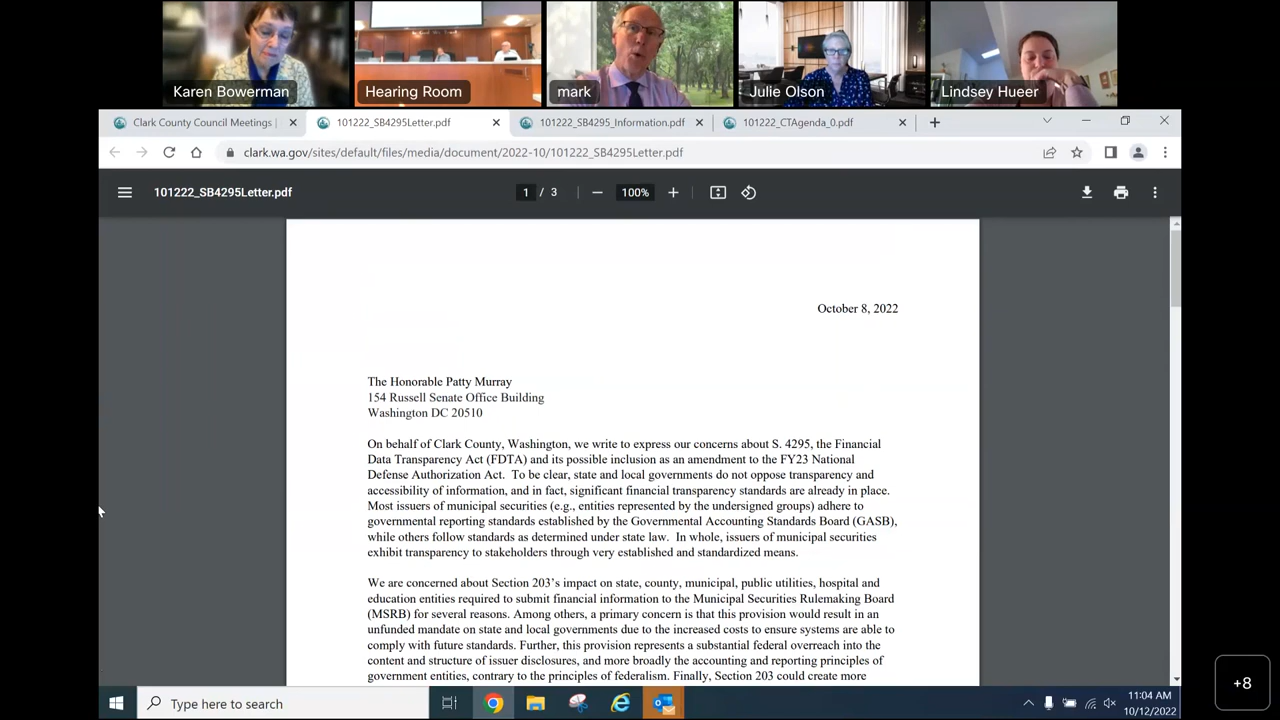 Karen Bowerman
Hearing Room
mark
Julie Olson
Lindsey Hueer
Clark County Council Meetings |
101222_SB4295Letter.pdf
101222_SB4295_Information.pdf
101222_CTAgenda_0.pdf
clark.wa.gov/sites/default/files/media/document/2022-10/101222_SB4295Letter.pdf
101222_SB4295Letter.pdf
1 / 3
100%
October 8, 2022
The Honorable Patty Murray
154 Russell Senate Office Building
Washington DC 20510
On behalf of Clark County, Washington, we write to express our concerns about S. 4295, the Financial
Data Transparency Act (FDTA) and its possible inclusion as an amendment to the FY23 National
Defense Authorization Act. To be clear, state and local governments do not oppose transparency and
accessibility of information, and in fact, significant financial transparency standards are already in place.
Most issuers of municipal securities (e.g., entities represented by the undersigned groups) adhere to
governmental reporting standards established by the Governmental Accounting Standards Board (GASB),
while others follow standards as determined under state law. In whole, issuers of municipal securities
exhibit transparency to stakeholders through very established and standardized means.
We are concerned about Section 203's impact on state, county, municipal, public utilities, hospital and
education entities required to submit financial information to the Municipal Securities Rulemaking Board
(MSRB) for several reasons. Among others, a primary concern is that this provision would result in an
unfunded mandate on state and local governments due to the increased costs to ensure systems are able to
comply with future standards. Further, this provision represents a substantial federal overreach into the
content and structure of issuer disclosures, and more broadly the accounting and reporting principles of
government entities, contrary to the principles of federalism. Finally, Section 203 could create more
Type here to search
11:04 AM
10/12/2022
+8